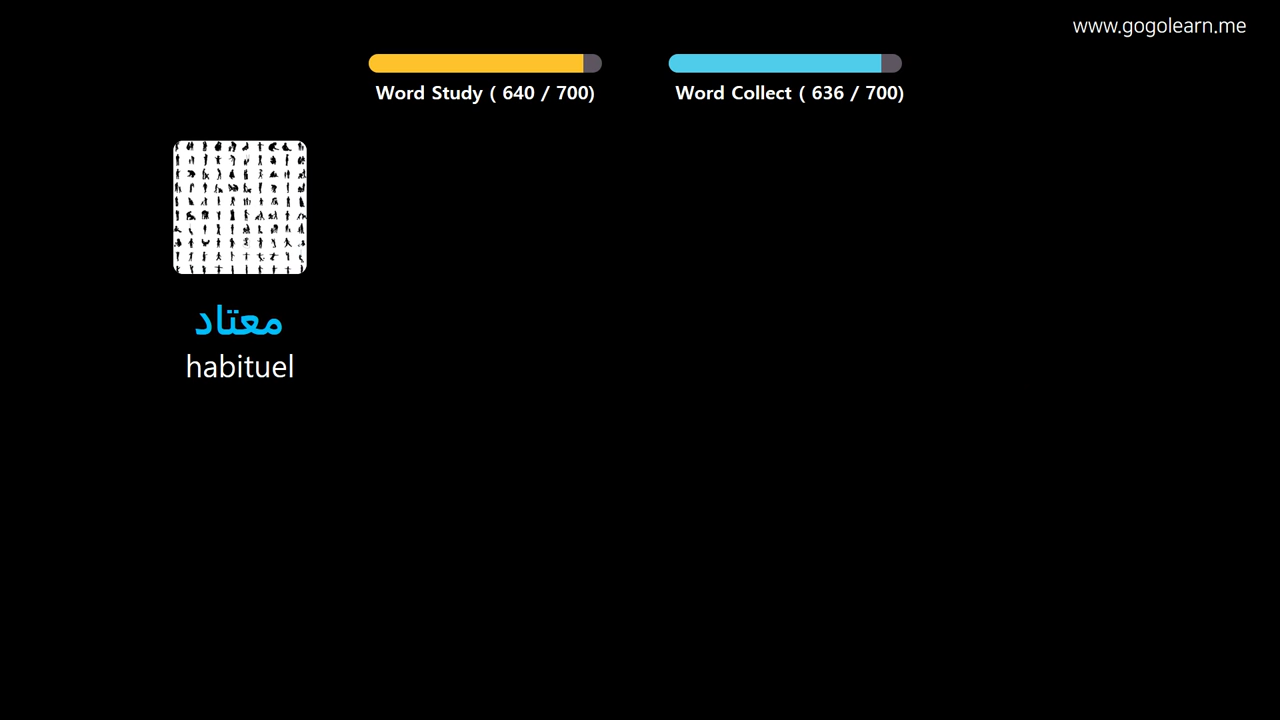 www.gogolearn.me
Word Study ( 640 / 700)
Word Collect ( 636 / 700)
معتاد
habituel